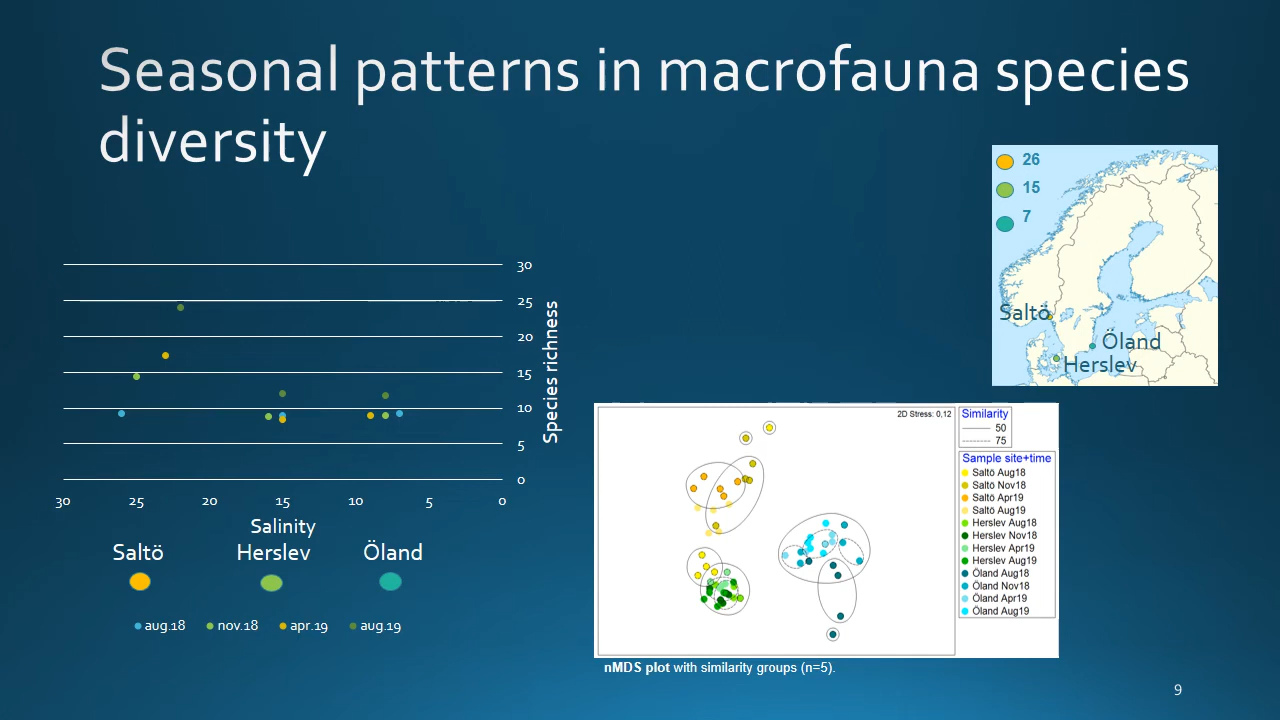 Seasonal patterns in macrofauna species
diversity
26
15
7
Saltö
Öland
Herslev
30
25
20
15
10
5
0
Species richness
30 25 20 15 10 5 0
Salinity
Saltö Herslev Öland
aug.18 nov.18 apr.19 aug.19
2D Stress: 0,12
Similarity
50
75
Sample site+time
Saltö Aug18
Saltö Nov18
Saltö Apr19
Saltö Aug19
Herslev Aug18
Herslev Nov18
Herslev Apr19
Herslev Aug19
Öland Aug18
Öland Nov18
Öland Apr19
Öland Aug19
nMDS plot with similarity groups (n=5).
9